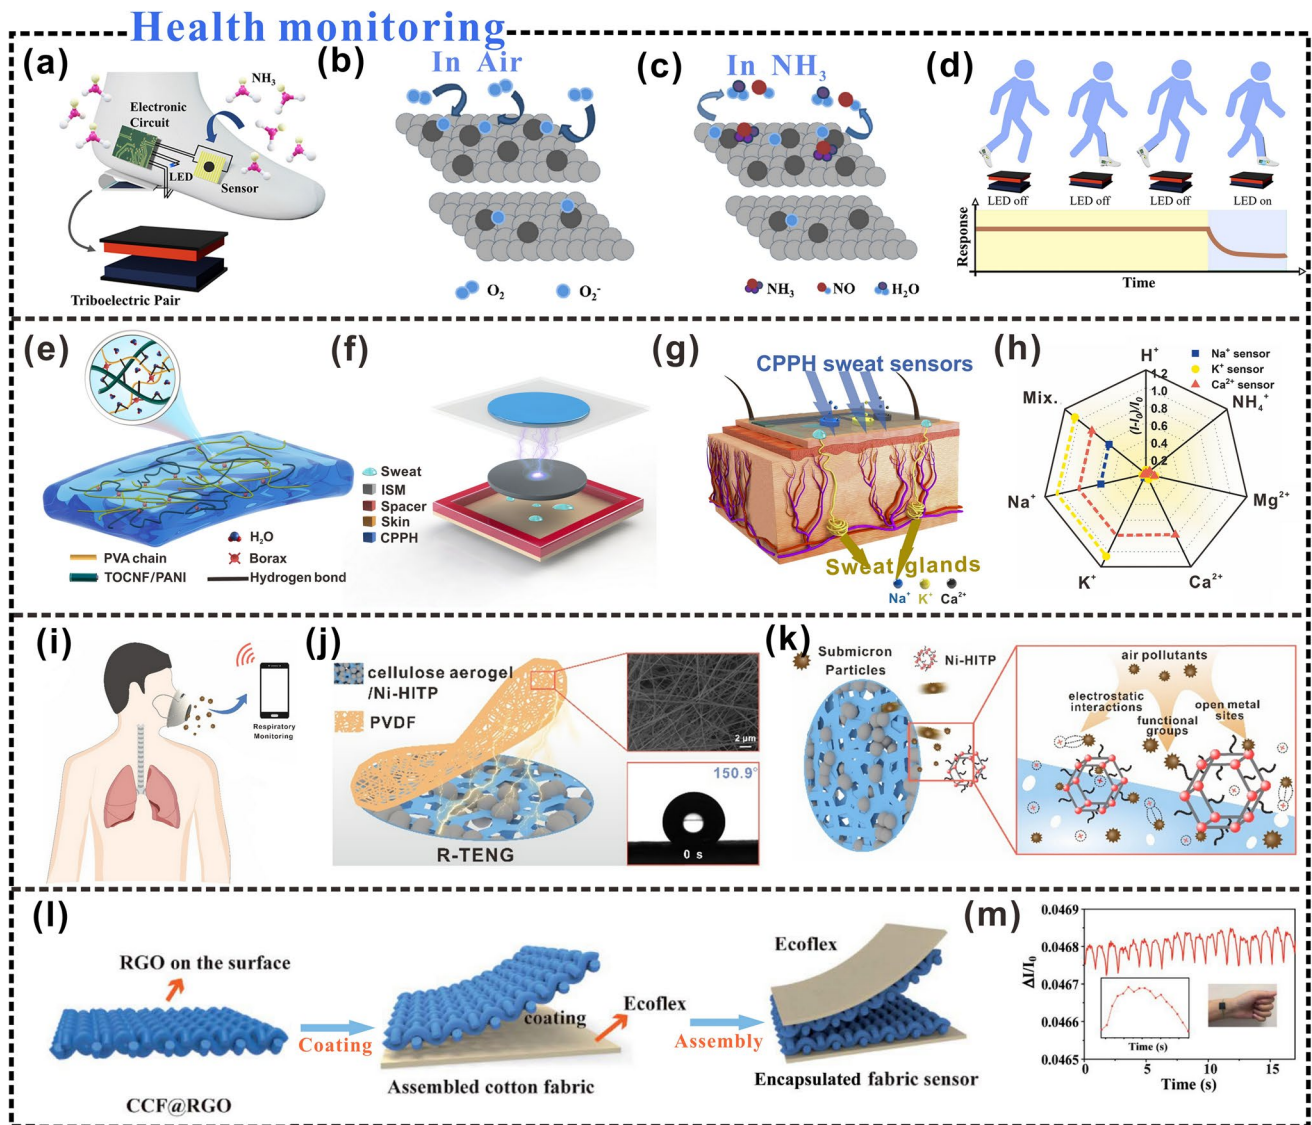 Health monitoring
(a)
NH3
Electronic
Circuit
LED
Sensor
Triboelectric Pair
(b)
In Air
O2
O2-
(c)
In NH3
NH3
NO
H2O
(d)
LED off
LED off
LED off
LED on
Response
Time
(e)
H2O
PVA chain
Borax
TOCNF/PANI
Hydrogen bond
(f)
Sweat
ISM
Spacer
Skin
CPPH
(g)
CPPH sweat sensors
Sweat glands
Na+
K+
Ca2+
(h)
H+
Na+ sensor
K+ sensor
Ca2+ sensor
1.2
1.0
0.8
0.6
0.4
0.2
(I-I0)/I0
Mix.
NH4+
Na+
Mg2+
K+
Ca2+
(i)
Respiratory
Monitoring
(j)
cellulose aerogel
/Ni-HITP
PVDF
2 μm
150.9°
0 s
R-TENG
(k)
Submicron
Particles
Ni-HITP
air pollutants
electrostatic
interactions
functional
groups
open metal
sites
(l)
RGO on the surface
CCF@RGO
Coating
coating
Ecoflex
Assembled cotton fabric
Assembly
Ecoflex
Encapsulated fabric sensor
(m)
0.0469
0.0468
0.0467
0.0466
0.0465
ΔI/I0
Time (s)
0
5
10
15
Time (s)